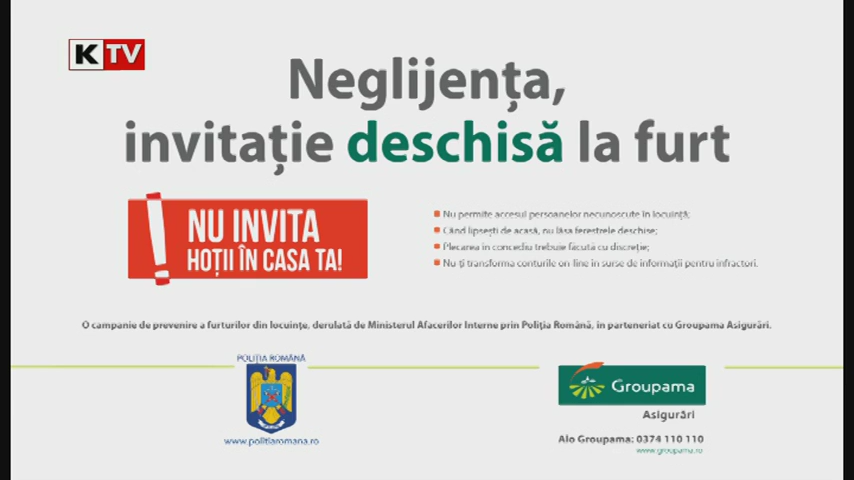 K TV
Neglijența,
invitație deschisă la furt
! NU INVITA
HOȚII ÎN CASA TA!
Nu permite accesul persoanelor necunoscute în locuință;
Când lipsești de acasă, nu lăsa ferestrele deschise;
Plecarea în concediu trebuie făcută cu discreție;
Nu-ți transforma conturile on-line în surse de informații pentru infractori.
O campanie de prevenire a furturilor din locuințe, derulată de Ministerul Afacerilor Interne prin Poliția Română, în parteneriat cu Groupama Asigurări.
POLIȚIA ROMÂNĂ
www.politiaromana.ro
Groupama
Asigurări
Alo Groupama: 0374 110 110
www.groupama.ro